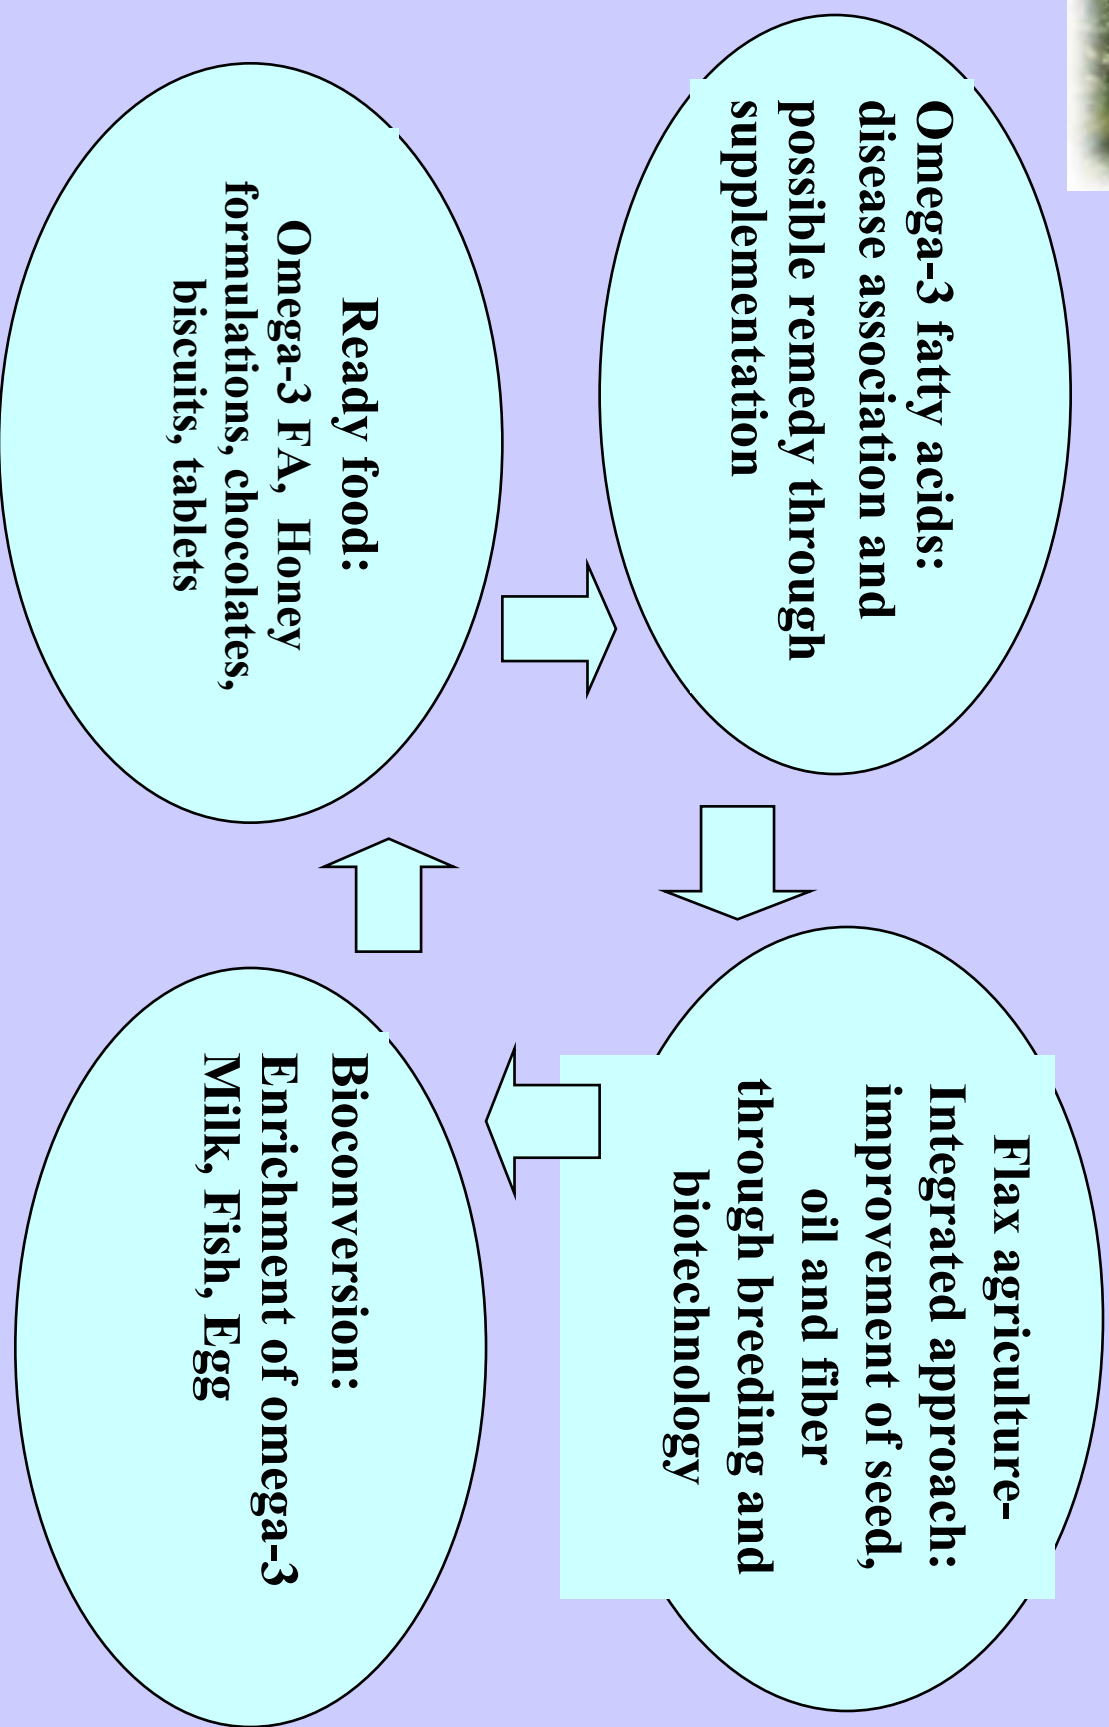 Omega-3 fatty acids:
disease association and
possible remedy through
supplementation
Flax agriculture-
Integrated approach:
improvement of seed,
oil and fiber
through breeding and
biotechnology
Bioconversion:
Enrichment of omega-3
Milk, Fish, Egg
Ready food:
Omega-3 FA, Honey
formulations, chocolates,
biscuits, tablets